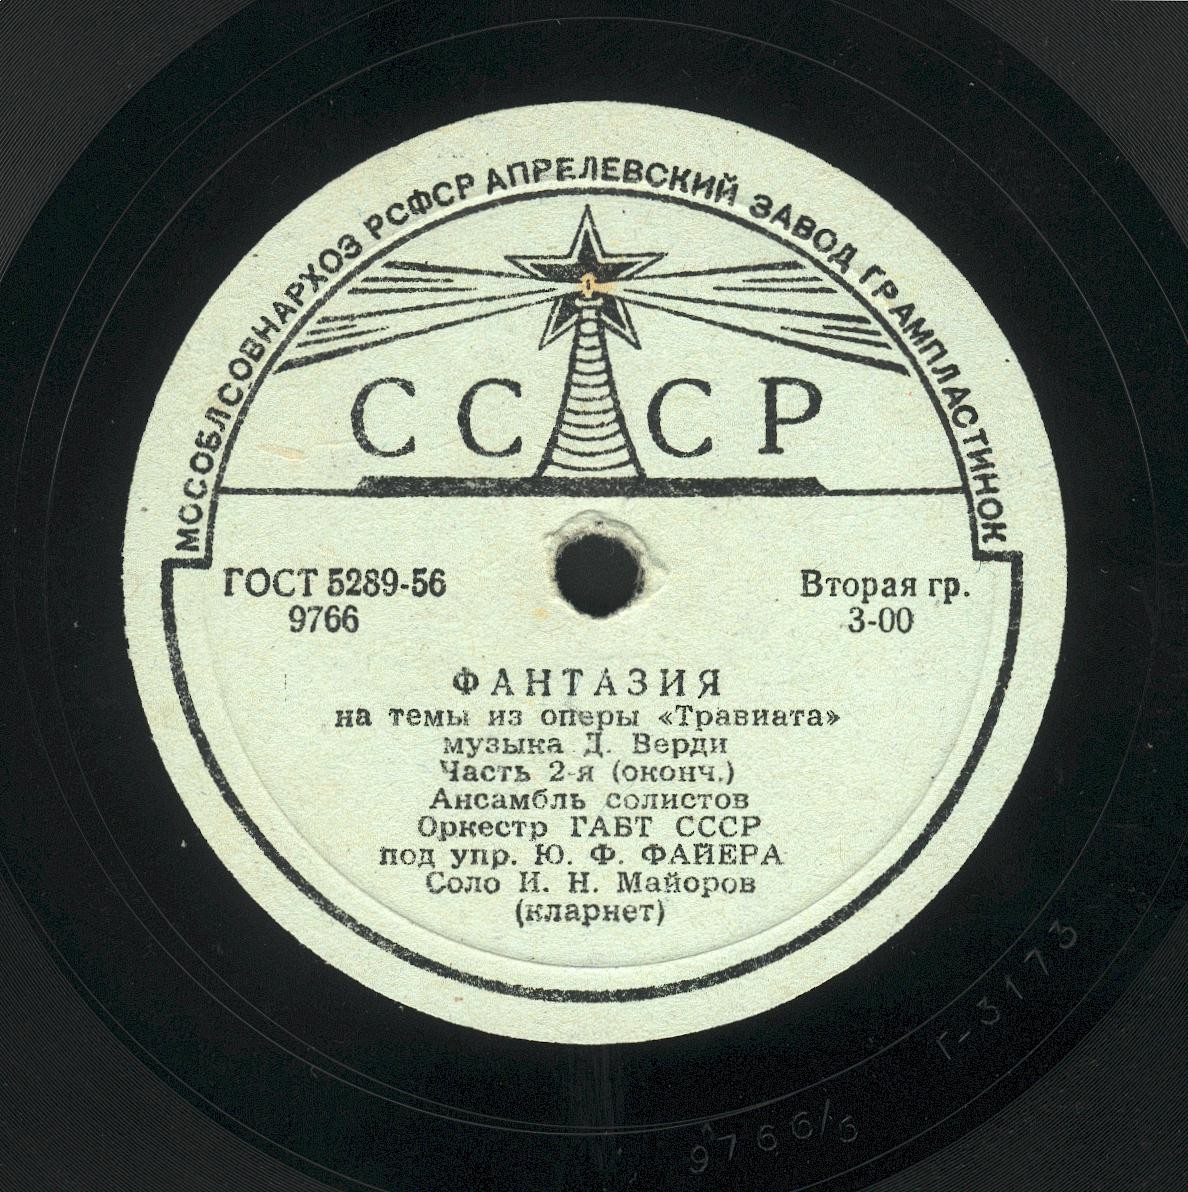 МОСОБЛСОВНАРХОЗ РСФСР АПРЕЛЕВСКИЙ ЗАВОД ГРАМПЛАСТИНОК
СССР
ГОСТ 5289-56
9766
Вторая гр.
3-00
ФАНТАЗИЯ
на темы из оперы «Травиата»
музыка Д. Верди
Часть 2-я (оконч.)
Ансамбль солистов
Оркестр ГАБТ СССР
под упр. Ю. Ф. ФАЙЕРА
Соло И. Н. Майоров
(кларнет)
Г-3173
9766/5